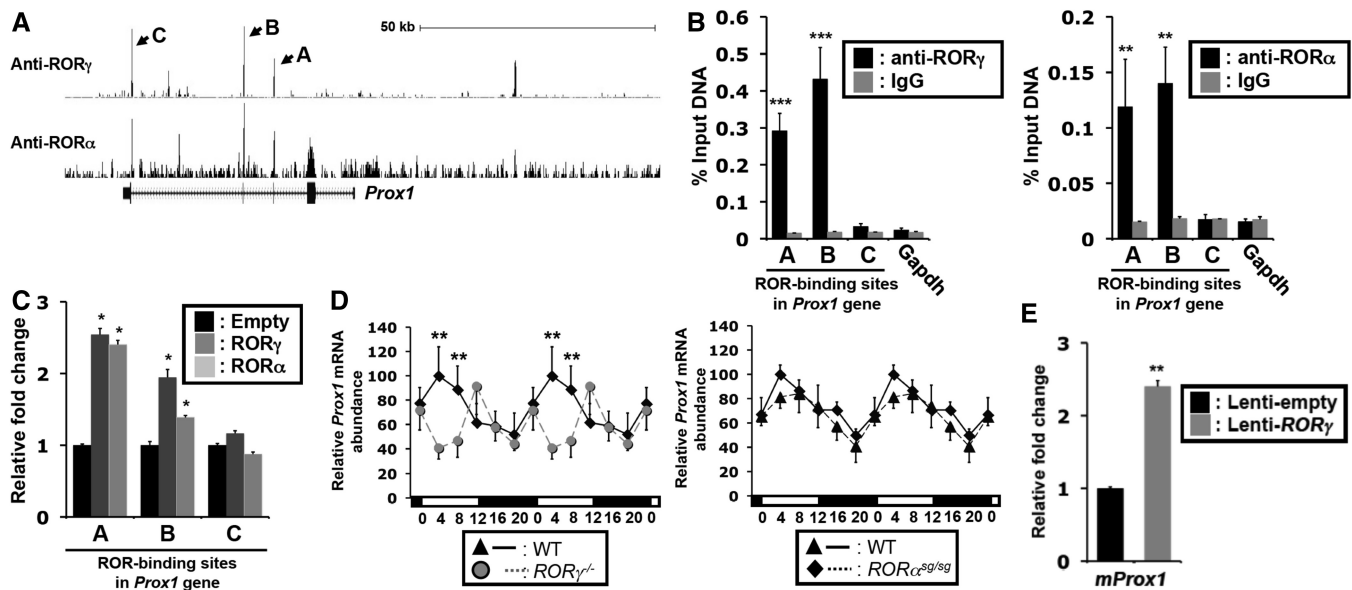 A
50 kb
C
B
A
Anti-RORγ
Anti-RORα
Prox1
B
% Input DNA
0.6
0.5
0.4
0.3
0.2
0.1
0
***
***
: anti-RORγ
: IgG
A
B
C
Gapdh
ROR-binding sites
in Prox1 gene
% Input DNA
0.2
0.15
0.1
0.05
0
**
**
: anti-RORα
: IgG
A
B
C
Gapdh
ROR-binding sites
in Prox1 gene
C
Relative fold change
3
2
1
0
*
*
*
*
: Empty
: RORγ
: RORα
A
B
C
ROR-binding sites
in Prox1 gene
D
Relative Prox1 mRNA
abundance
140
120
100
80
60
40
20
0
**
**
**
**
0 4 8 12 16 20 0 4 8 12 16 20 0
: WT
: RORγ-/-
Relative Prox1 mRNA
abundance
140
120
100
80
60
40
20
0
0 4 8 12 16 20 0 4 8 12 16 20 0
: WT
: RORαsg/sg
E
Relative fold change
3
2
1
0
**
: Lenti-empty
: Lenti-RORγ
mProx1